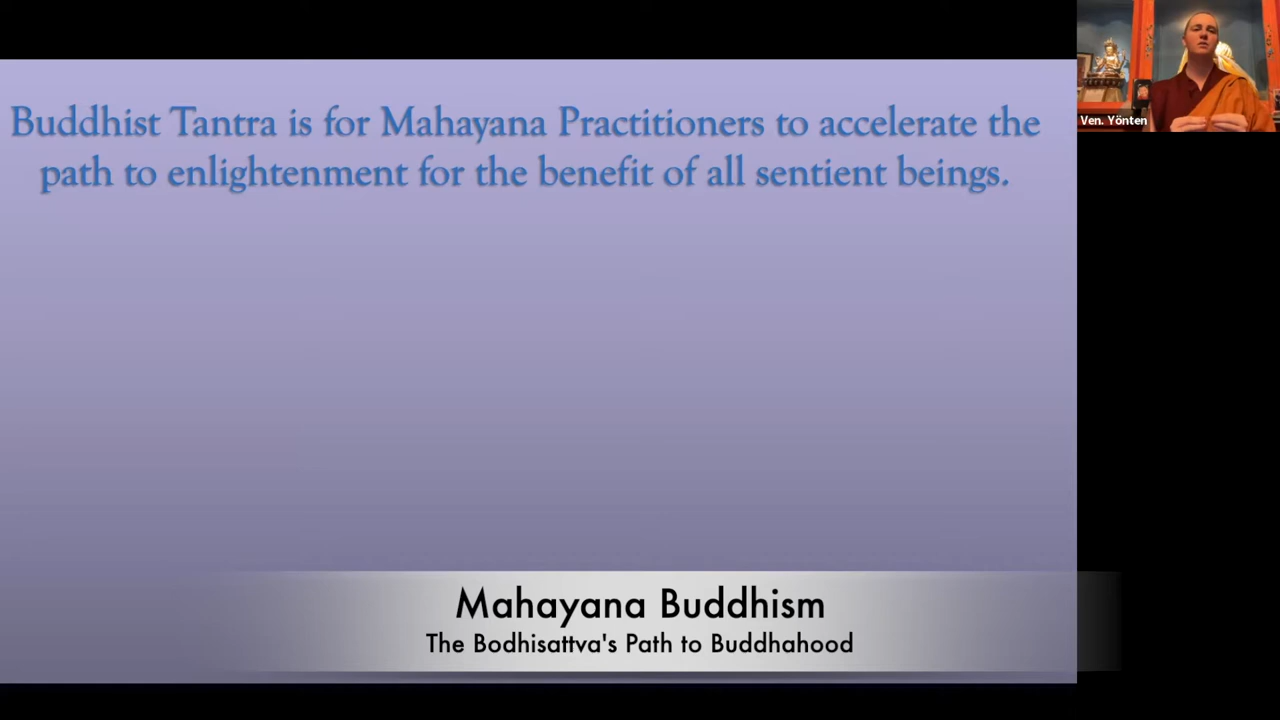 Buddhist Tantra is for Mahayana Practitioners to accelerate the
path to enlightenment for the benefit of all sentient beings.
Ven. Yönten
Mahayana Buddhism
The Bodhisattva's Path to Buddhahood